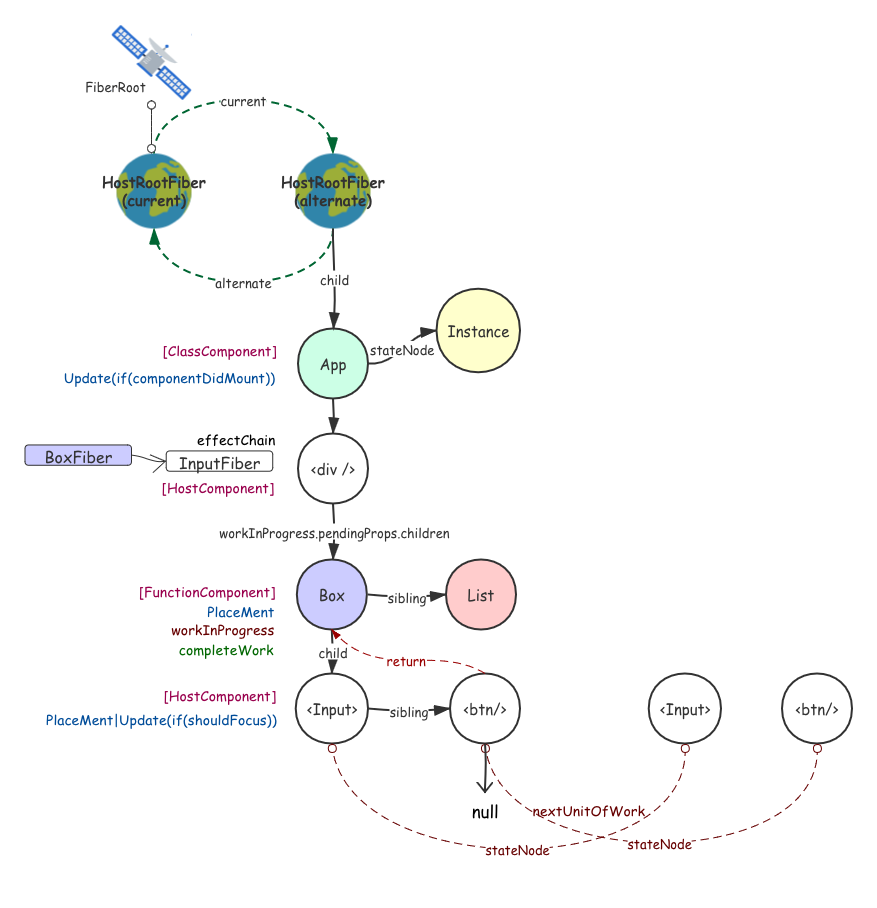 FiberRoot
current
HostRootFiber
(current)
HostRootFiber
(alternate)
alternate
child
Instance
[ClassComponent]
stateNode
App
Update(if(componentDidMount))
effectChain
BoxFiber
InputFiber
<div />
[HostComponent]
workInProgress.pendingProps.children
[FunctionComponent]
Box
sibling
List
PlaceMent
workInProgress
completeWork
child
return
[HostComponent]
<Input>
sibling
<btn/>
<Input>
<btn/>
PlaceMent|Update(if(shouldFocus))
null
nextUnitOfWork
stateNode
stateNode